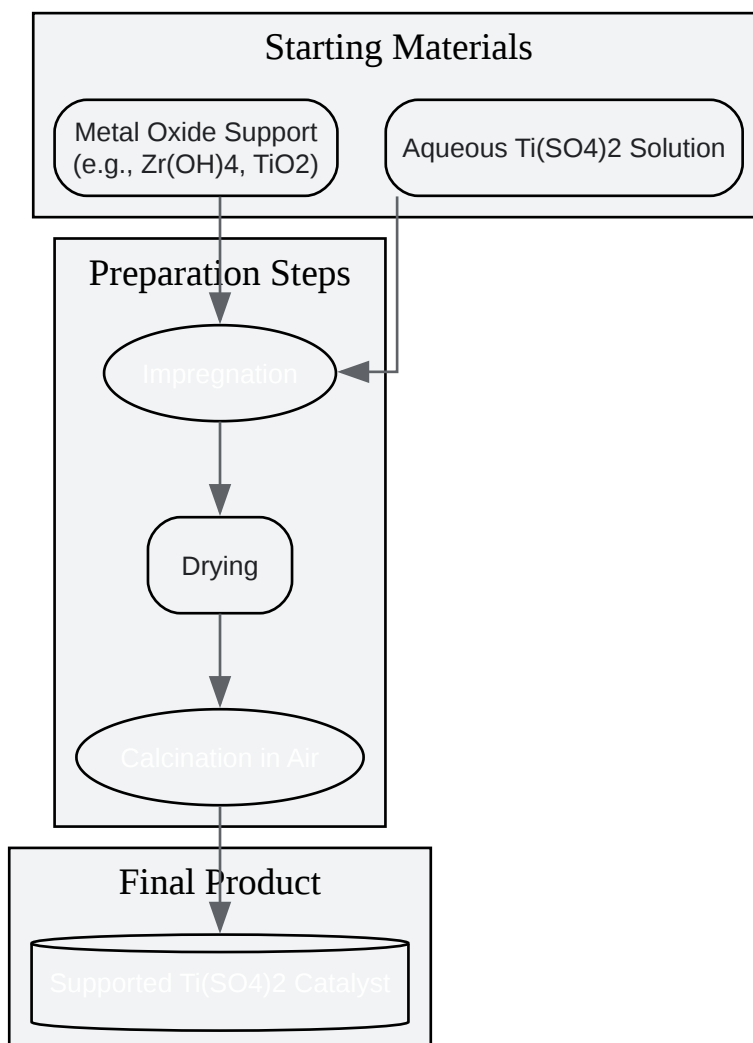 Starting Materials
Metal Oxide Support
(e.g., Zr(OH)4, TiO2)
Aqueous Ti(SO4)2 Solution
Preparation Steps
Impregnation
Drying
Calcination in Air
Final Product
Supported Ti(SO4)2 Catalyst